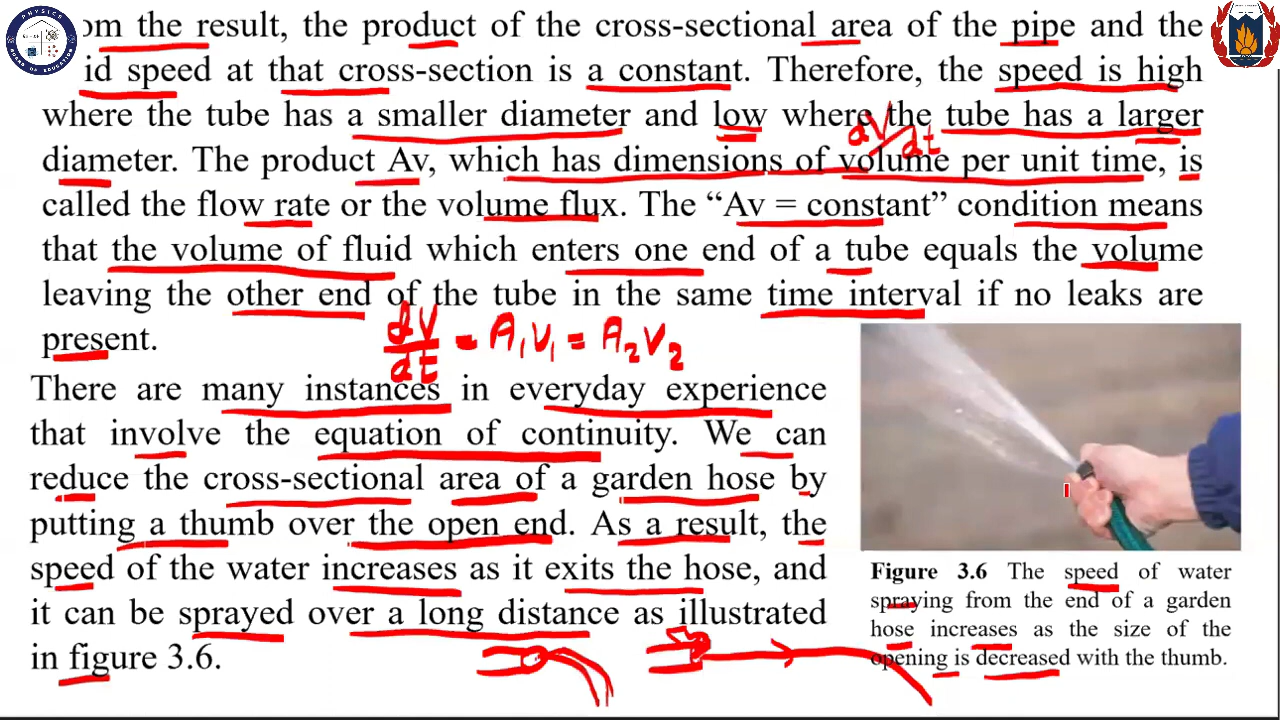 om the result, the product of the cross-sectional area of the pipe and the
id speed at that cross-section is a constant. Therefore, the speed is high
where the tube has a smaller diameter and low where the tube has a larger
dV/dt
diameter. The product Av, which has dimensions of volume per unit time, is
called the flow rate or the volume flux. The “Av = constant” condition means
that the volume of fluid which enters one end of a tube equals the volume
leaving the other end of the tube in the same time interval if no leaks are
present.
dV/dt = A₁V₁ = A₂V₂
There are many instances in everyday experience
that involve the equation of continuity. We can
reduce the cross-sectional area of a garden hose by
putting a thumb over the open end. As a result, the
speed of the water increases as it exits the hose, and
it can be sprayed over a long distance as illustrated
in figure 3.6.
Figure 3.6 The speed of water
spraying from the end of a garden
hose increases as the size of the
opening is decreased with the thumb.
PHYSICS